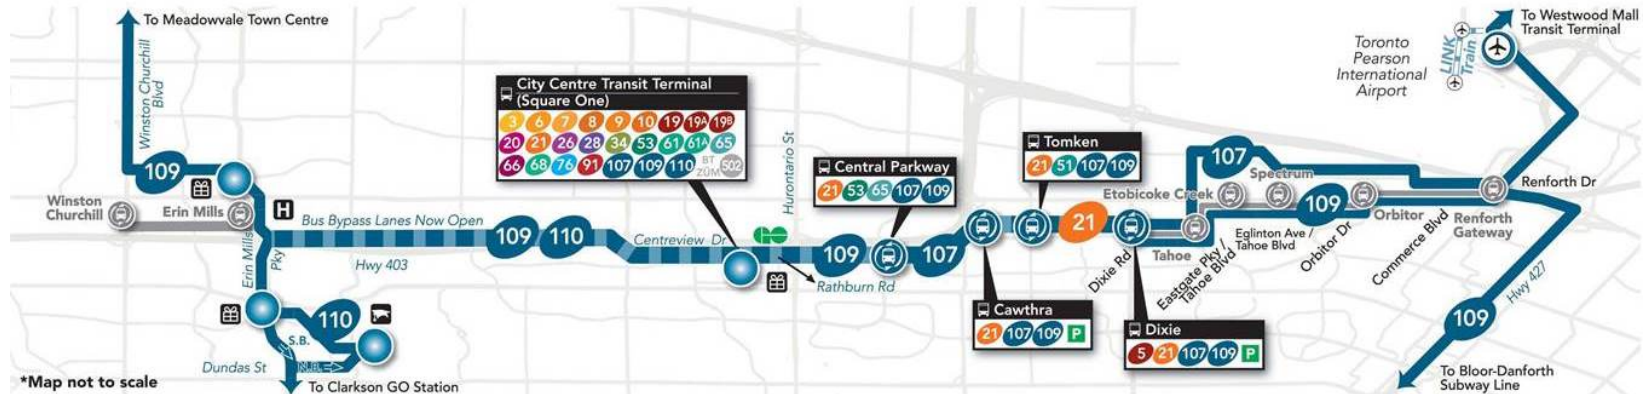 To Meadowvale Town Centre
Winston Churchill
Blvd
109
Winston
Churchill
Erin Mills
H
Bus Bypass Lanes Now Open
109
110
Hwy 403
Erin Mills
Pky
110
S.B.
N.B.
Dundas St
To Clarkson GO Station
*Map not to scale
City Centre Transit Terminal
(Square One)
3 6 7 8 9 10 19 19A 19B
20 21 26 28 34 53 61 61A 65
66 68 76 91 107 109 110 BT ZÜM 502
Centreview Dr
Hurontario St
GO
Rathburn Rd
109
Central Parkway
21 53 65 107 109
107
Cawthra
21 107 109 P
Tomken
21 51 107 109
21
Dixie
5 21 107 109 P
Dixie Rd
Tahoe
Eastgate Pky /
Tahoe Blvd
Etobicoke Creek
107
Spectrum
109
Eglinton Ave /
Tahoe Blvd
Orbitor Dr
Orbitor
Commerce Blvd
Renforth
Gateway
Renforth Dr
Toronto
Pearson
International
Airport
LINK
Train
To Westwood Mall
Transit Terminal
Hwy 427
109
To Bloor-Danforth
Subway Line